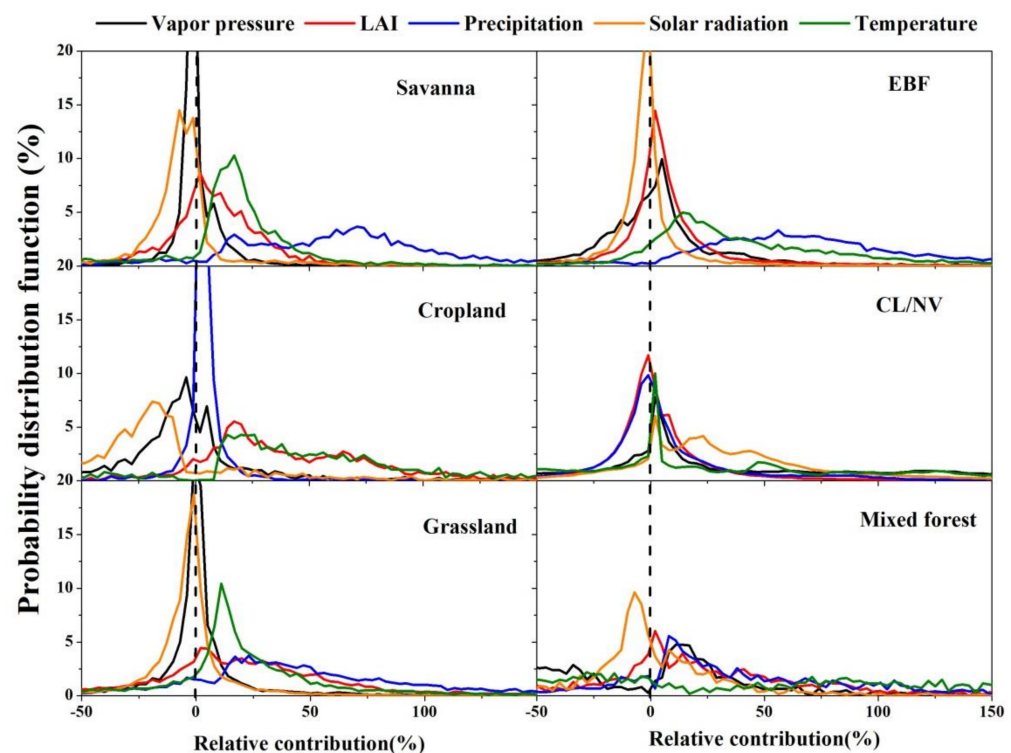 Vapor pressure LAI Precipitation Solar radiation Temperature
Probability distribution function (%)
20
15
10
5
20
Savanna
EBF
15
10
5
20
Cropland
CL/NV
15
10
5
0
Grassland
Mixed forest
-50 0 50 100 -50 0 50 100 150
Relative contribution(%) Relative contribution(%)